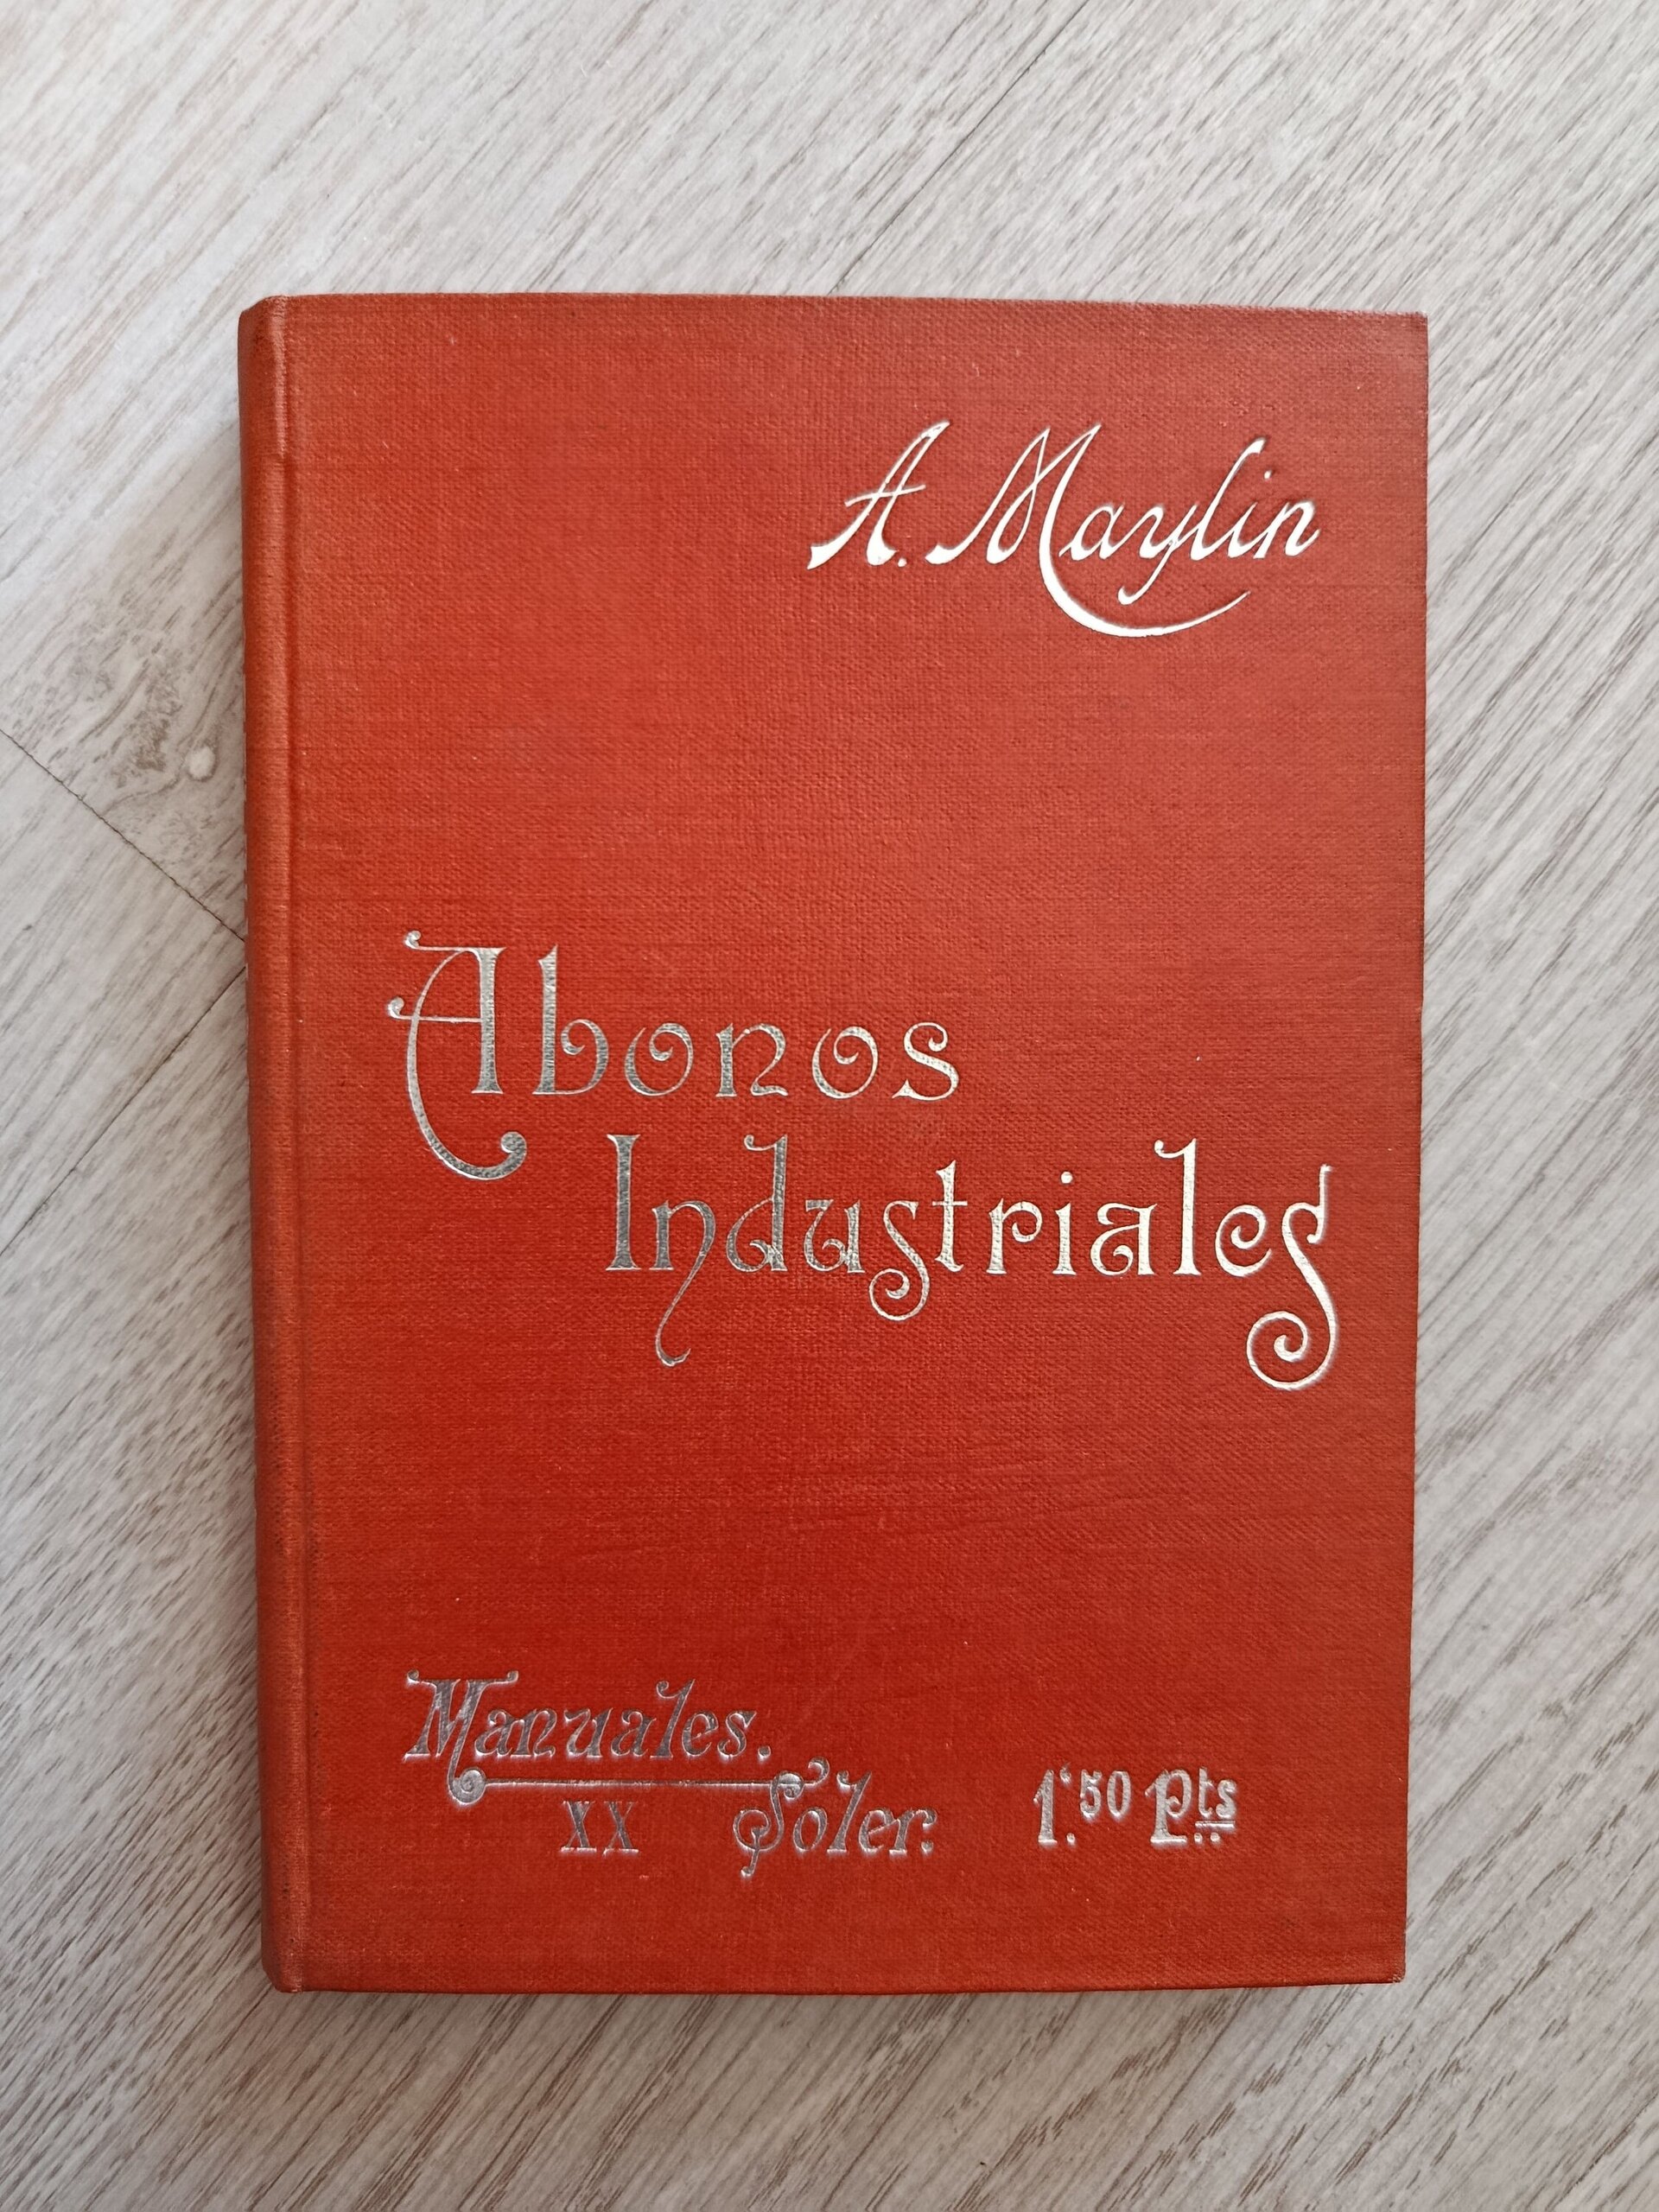 A. Maylin
Abonos
Industriales
Manuales.
XX Soler:
1'50 Pts